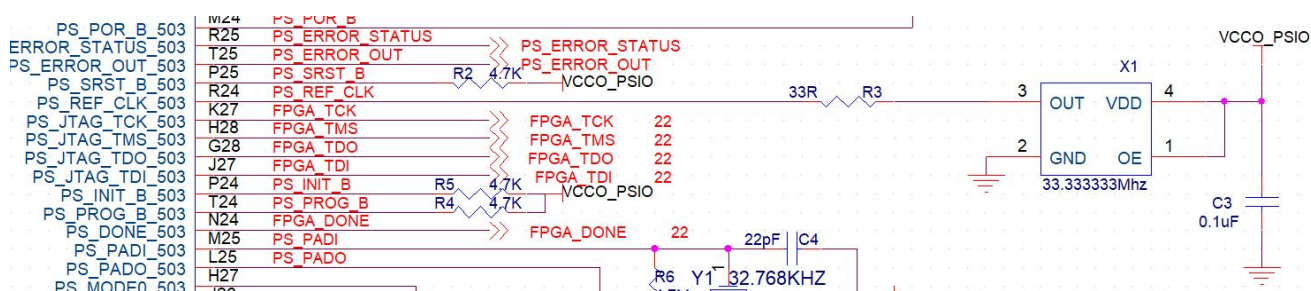 M24 PS_POR_B
PS_POR_B_503 R25 PS_ERROR_STATUS VCCO_PSIO
ERROR_STATUS_503 T25 PS_ERROR_OUT PS_ERROR_STATUS
PS_ERROR_OUT_503 P25 PS_SRST_B R2 4.7K PS_ERROR_OUT X1
PS_SRST_B_503 R24 PS_REF_CLK VCCO_PSIO
PS_REF_CLK_503 K27 FPGA_TCK 33R R3 3 OUT VDD 4
PS_JTAG_TCK_503 H28 FPGA_TMS FPGA_TCK 22
PS_JTAG_TMS_503 G28 FPGA_TDO FPGA_TMS 22
PS_JTAG_TDO_503 J27 FPGA_TDI FPGA_TDO 22 2 GND OE 1
PS_JTAG_TDI_503 P24 PS_INIT_B R5 4.7K FPGA_TDI 22 33.333333Mhz
PS_INIT_B_503 T24 PS_PROG_B R4 4.7K VCCO_PSIO
PS_PROG_B_503 N24 FPGA_DONE C3
PS_DONE_503 M25 PS_PADI FPGA_DONE 22 0.1uF
PS_PADI_503 L25 PS_PADO 22pF C4
PS_PADO_503 H27 R6 Y1 1 32.768KHZ
PS_MODE0_503